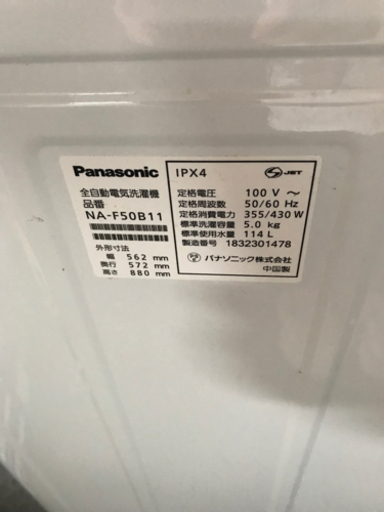 Panasonic
全自動電気洗濯機
品番
NA-F50B11
外形寸法
幅 562 mm
奥行 572 mm
高さ 880 mm
IPX4
JET
定格電圧 100 V ~
定格周波数 50/60 Hz
定格消費電力 355/430 W
標準洗濯容量 5.0 kg
標準使用水量 114 L
製造番号 1832301478
パナソニック株式会社
中国製